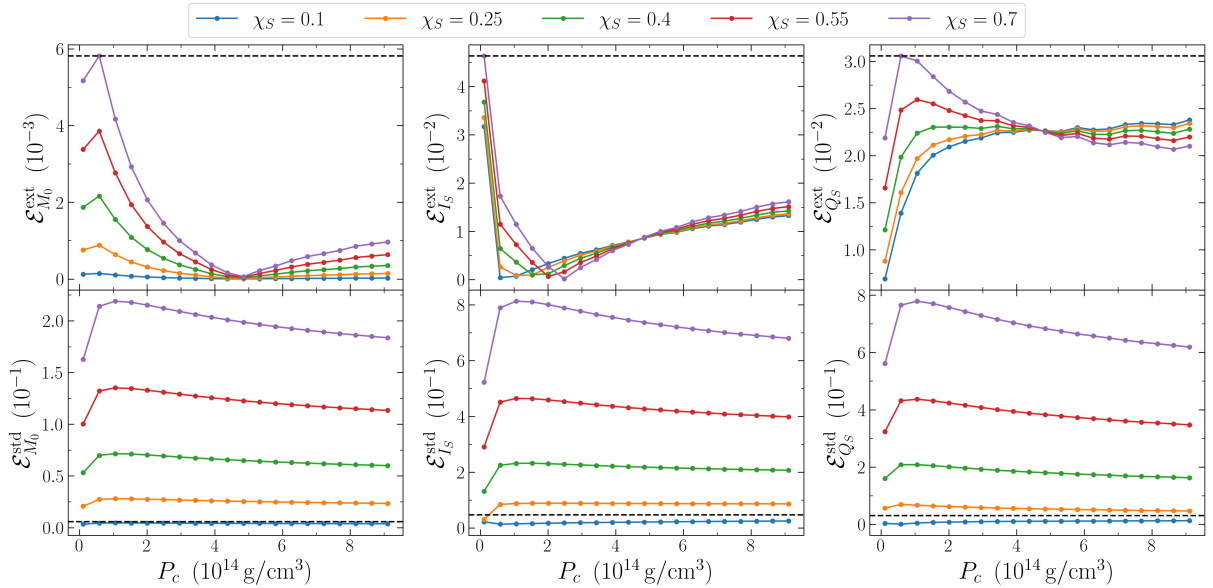 χ_S = 0.1 χ_S = 0.25 χ_S = 0.4 χ_S = 0.55 χ_S = 0.7
ℰ^ext_{M_0} (10^{-3})
6
4
2
0
ℰ^ext_{I_S} (10^{-2})
5
4
3
2
1
0
ℰ^ext_{Q_S} (10^{-2})
3.0
2.5
2.0
1.5
1.0
ℰ^std_{M_0} (10^{-1})
2.0
1.5
1.0
0.5
0.0
ℰ^std_{I_S} (10^{-1})
8
6
4
2
0
ℰ^std_{Q_S} (10^{-1})
8
6
4
2
0
0 2 4 6 8
0 2 4 6 8
0 2 4 6 8
P_c (10^{14} g/cm^3)
P_c (10^{14} g/cm^3)
P_c (10^{14} g/cm^3)